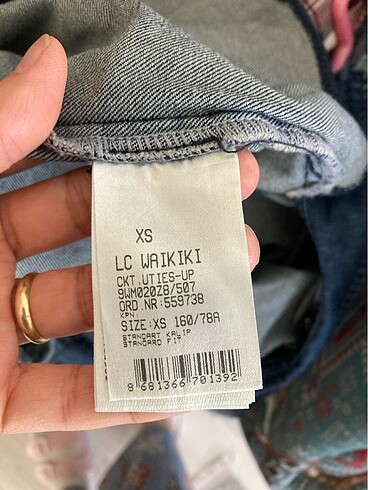 XS
LC WAIKIKI
CKT.UTIES-UP
9WM020Z8/507
ORD.NR:559738
KPN:
SIZE:XS 160/78A
STANDART KALIP
STANDARD FIT
8 681366 701392